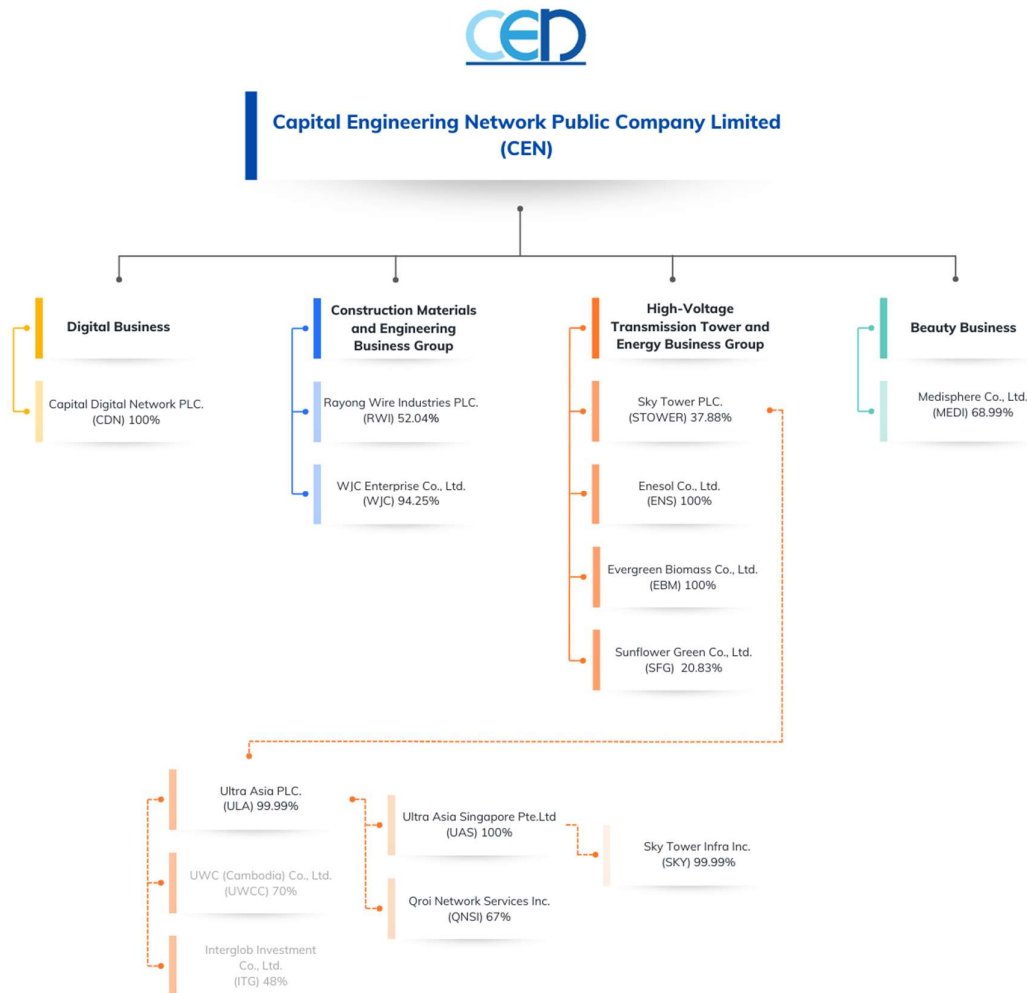 cen
Capital Engineering Network Public Company Limited
(CEN)
Digital Business
Capital Digital Network PLC.
(CDN) 100%
Construction Materials
and Engineering
Business Group
Rayong Wire Industries PLC.
(RWI) 52.04%
WJC Enterprise Co., Ltd.
(WJC) 94.25%
High-Voltage
Transmission Tower and
Energy Business Group
Sky Tower PLC.
(STOWER) 37.88%
Enesol Co., Ltd.
(ENS) 100%
Evergreen Biomass Co., Ltd.
(EBM) 100%
Sunflower Green Co., Ltd.
(SFG) 20.83%
Beauty Business
Medisphere Co., Ltd.
(MEDI) 68.99%
Ultra Asia PLC.
(ULA) 99.99%
UWC (Cambodia) Co., Ltd.
(UWCC) 70%
Interglob Investment
Co., Ltd.
(ITG) 48%
Ultra Asia Singapore Pte.Ltd
(UAS) 100%
Qroi Network Services Inc.
(QNSI) 67%
Sky Tower Infra Inc.
(SKY) 99.99%